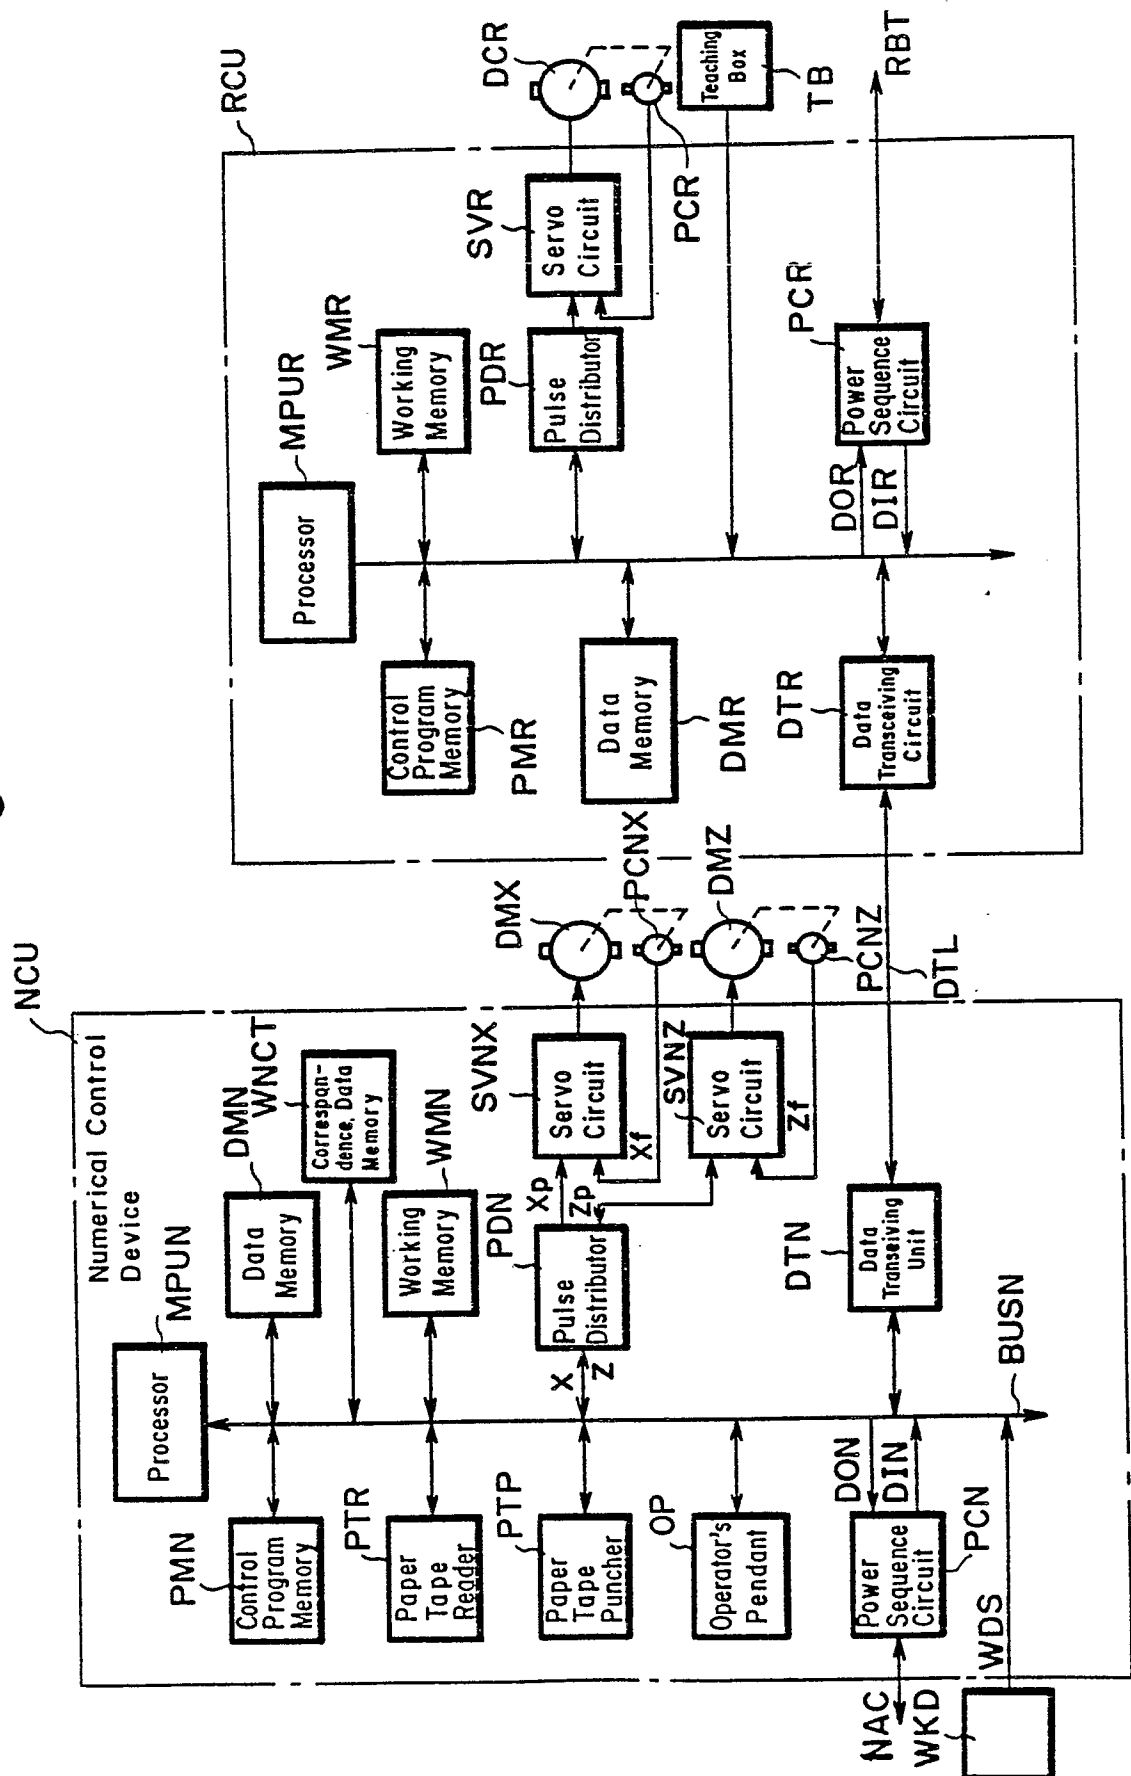 NCU
Numerical Control
Device
MPUN
Processor
DMN
Data
Memory
WNCT
Correspan-
dence, Data
Memory
WMN
Working
Memory
PMN
Control
Program
Memory
PTR
Paper
Tape
Reader
PTP
Paper
Tape
Puncher
OP
Operator's
Pendant
PDN
Pulse
Distributor
X
Z
Xp
Zp
SVNX
Servo
Circuit
Xf
DMX
PCNX
SVNZ
Servo
Circuit
Zf
DMZ
PCNZ
DTL
DTN
Data
Transeiving
Unit
BUSN
DON
DIN
Power
Sequence
Circuit
PCN
NAC
WKD
WDS
RCU
MPUR
Processor
WMR
Working
Memory
PMR
Control
Program
Memory
PDR
Pulse
Distributor
SVR
Servo
Circuit
DCR
PCR
Teaching
Box
TB
Data
Memory
DMR
DTR
Data
Transceiving
Circuit
DOR
DIR
Power
Sequence
Circuit
PCR
RBT